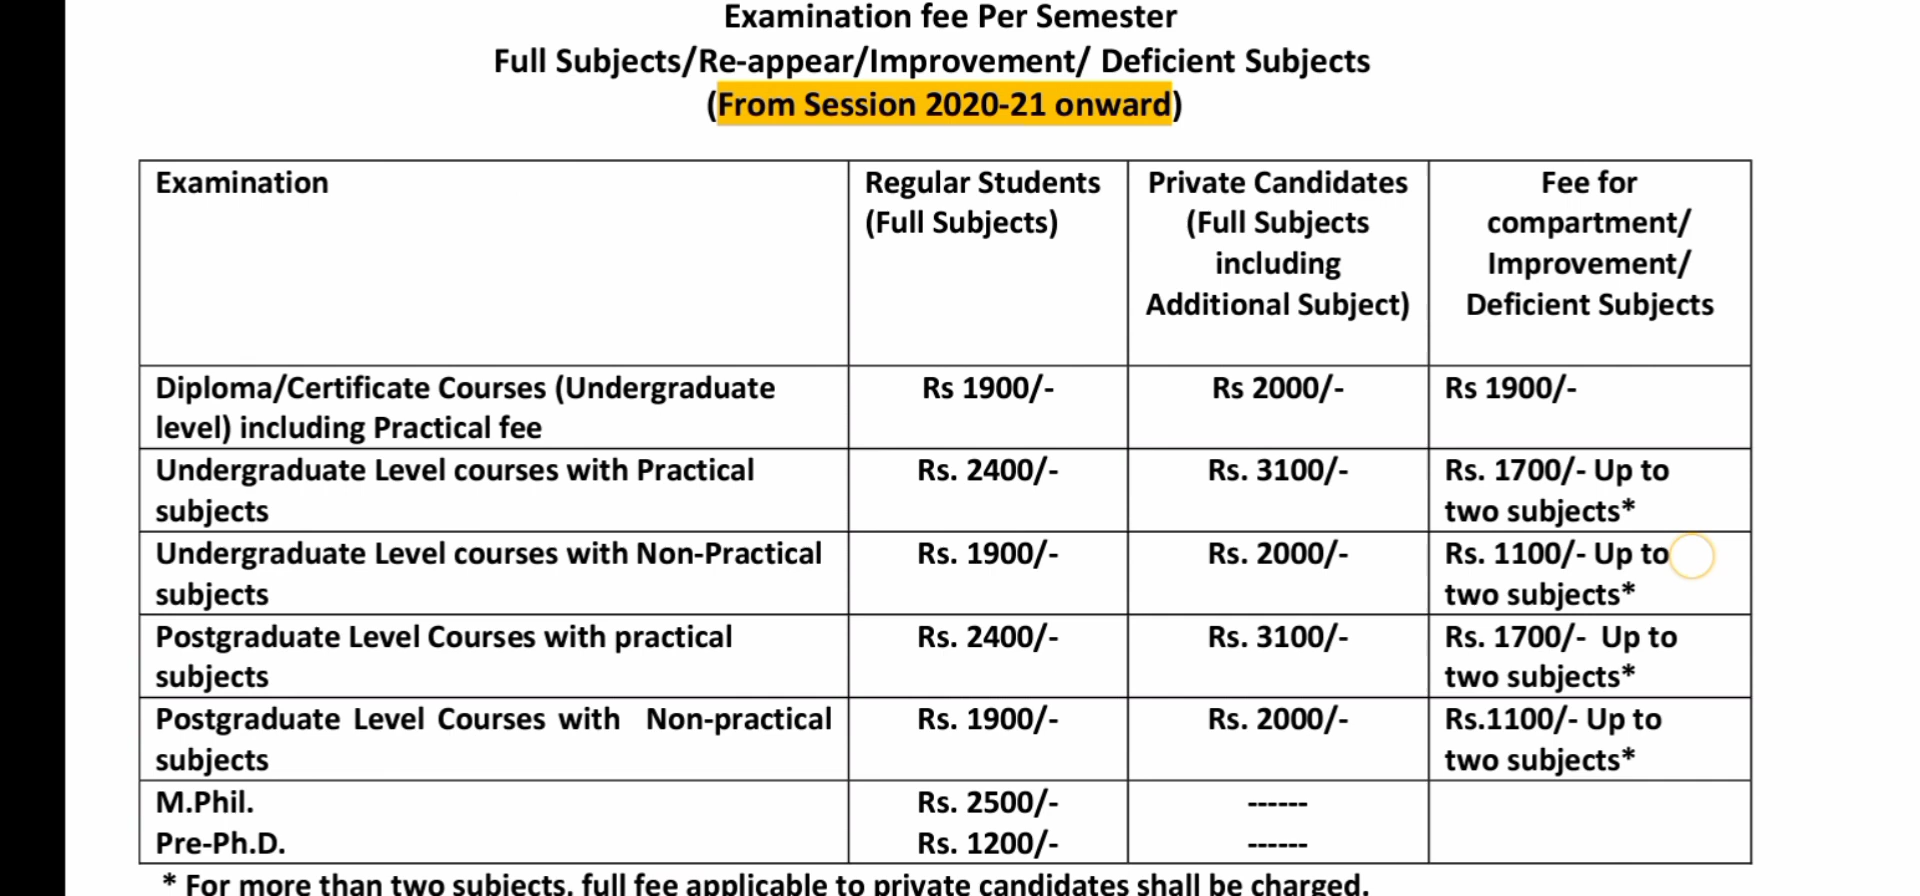 Examination fee Per Semester
Full Subjects/Re-appear/Improvement/ Deficient Subjects
(From Session 2020-21 onward)
Examination
Regular Students
(Full Subjects)
Private Candidates
(Full Subjects
including
Additional Subject)
Fee for
compartment/
Improvement/
Deficient Subjects
Diploma/Certificate Courses (Undergraduate
level) including Practical fee
Rs 1900/-
Rs 2000/-
Rs 1900/-
Undergraduate Level courses with Practical
subjects
Rs. 2400/-
Rs. 3100/-
Rs. 1700/- Up to
two subjects*
Undergraduate Level courses with Non-Practical
subjects
Rs. 1900/-
Rs. 2000/-
Rs. 1100/- Up to
two subjects*
Postgraduate Level Courses with practical
subjects
Rs. 2400/-
Rs. 3100/-
Rs. 1700/-  Up to
two subjects*
Postgraduate Level Courses with Non-practical
subjects
Rs. 1900/-
Rs. 2000/-
Rs.1100/- Up to
two subjects*
M.Phil.
Rs. 2500/-
------
Pre-Ph.D.
Rs. 1200/-
------
* For more than two subjects, full fee applicable to private candidates shall be charged.